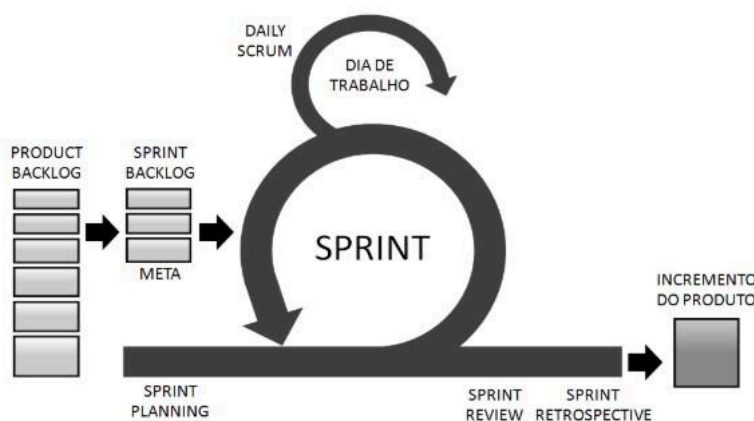 DAILY
SCRUM
DIA DE
TRABALHO
PRODUCT
BACKLOG
SPRINT
BACKLOG
SPRINT
META
INCREMENTO
DO PRODUTO
SPRINT
PLANNING
SPRINT
REVIEW
SPRINT
RETROSPECTIVE